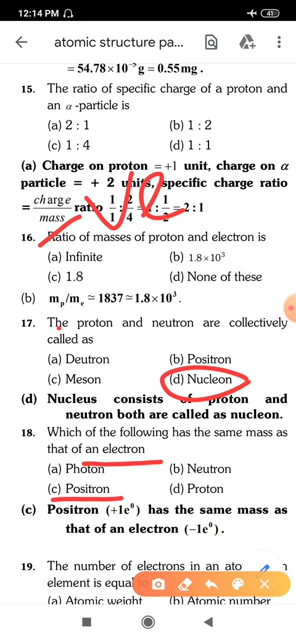 12:14 PM
41
atomic structure pa...
= 54.78×10⁻⁵g = 0.55mg .
15. The ratio of specific charge of a proton and
an α-particle is
(a) 2 : 1 (b) 1 : 2
(c) 1 : 4 (d) 1 : 1
(a) Charge on proton = +1 unit, charge on α
particle = + 2 units, specific charge ratio
= charge/mass ratio 1/1 : 2/4 = 1 : 1/2 = 2 : 1
Ve
16. Ratio of masses of proton and electron is
(a) Infinite (b) 1.8×10³
(c) 1.8 (d) None of these
(b) mp/me ≃ 1837 ≃ 1.8×10³.
17. The proton and neutron are collectively
called as
(a) Deutron (b) Positron
(c) Meson (d) Nucleon
(d) Nucleus consists of proton and
neutron both are called as nucleon.
18. Which of the following has the same mass as
that of an electron
(a) Photon (b) Neutron
(c) Positron (d) Proton
(c) Positron (+1e⁰) has the same mass as
that of an electron (−1e⁰).
19. The number of electrons in an ato n
element is equal to
(a) Atomic weight (b) Atomic number